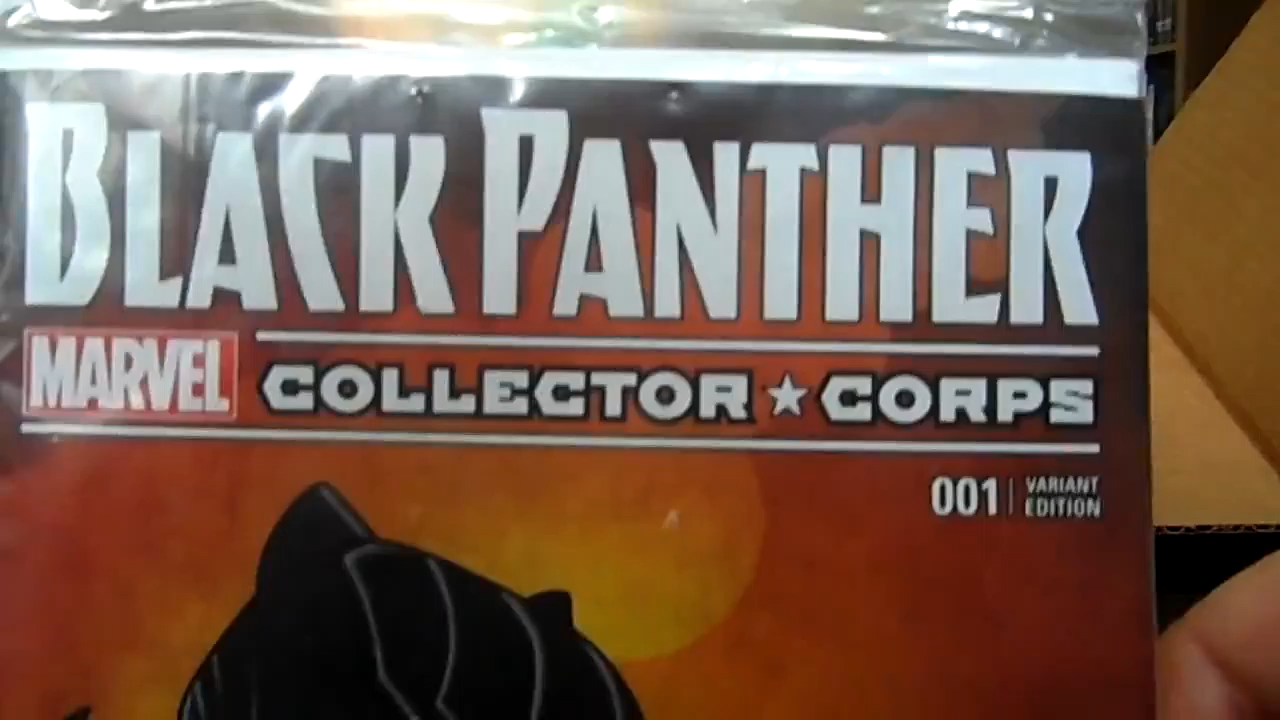 BLACK PANTHER
MARVEL
COLLECTOR★CORPS
001 | VARIANT
EDITION